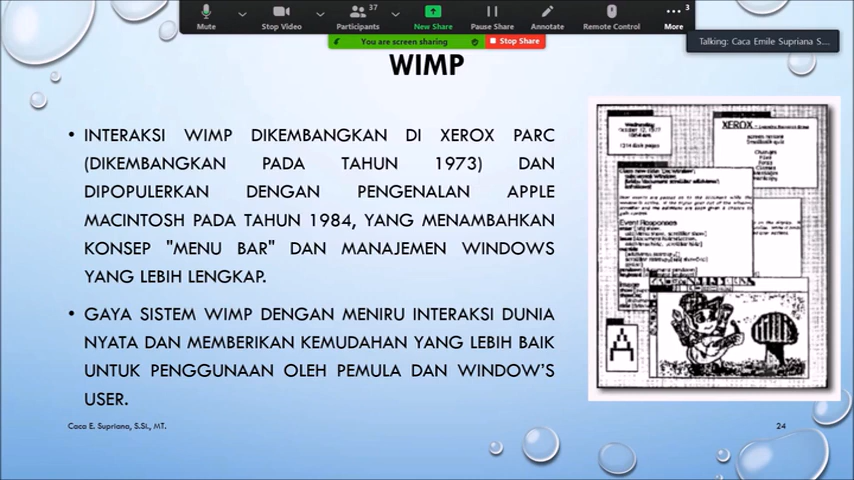 37
3
Mute
Stop Video
Participants
New Share
Pause Share
Annotate
Remote Control
More
You are screen sharing
Stop Share
Talking: Caca Emile Supriana S....
WIMP
• INTERAKSI WIMP DIKEMBANGKAN DI XEROX PARC
(DIKEMBANGKAN PADA TAHUN 1973) DAN
DIPOPULERKAN DENGAN PENGENALAN APPLE
MACINTOSH PADA TAHUN 1984, YANG MENAMBAHKAN
KONSEP "MENU BAR" DAN MANAJEMEN WINDOWS
YANG LEBIH LENGKAP.
• GAYA SISTEM WIMP DENGAN MENIRU INTERAKSI DUNIA
NYATA DAN MEMBERIKAN KEMUDAHAN YANG LEBIH BAIK
UNTUK PENGGUNAAN OLEH PEMULA DAN WINDOW'S
USER.
XEROX
Event Responses
Caca E. Supriana, S.Si., MT.
24